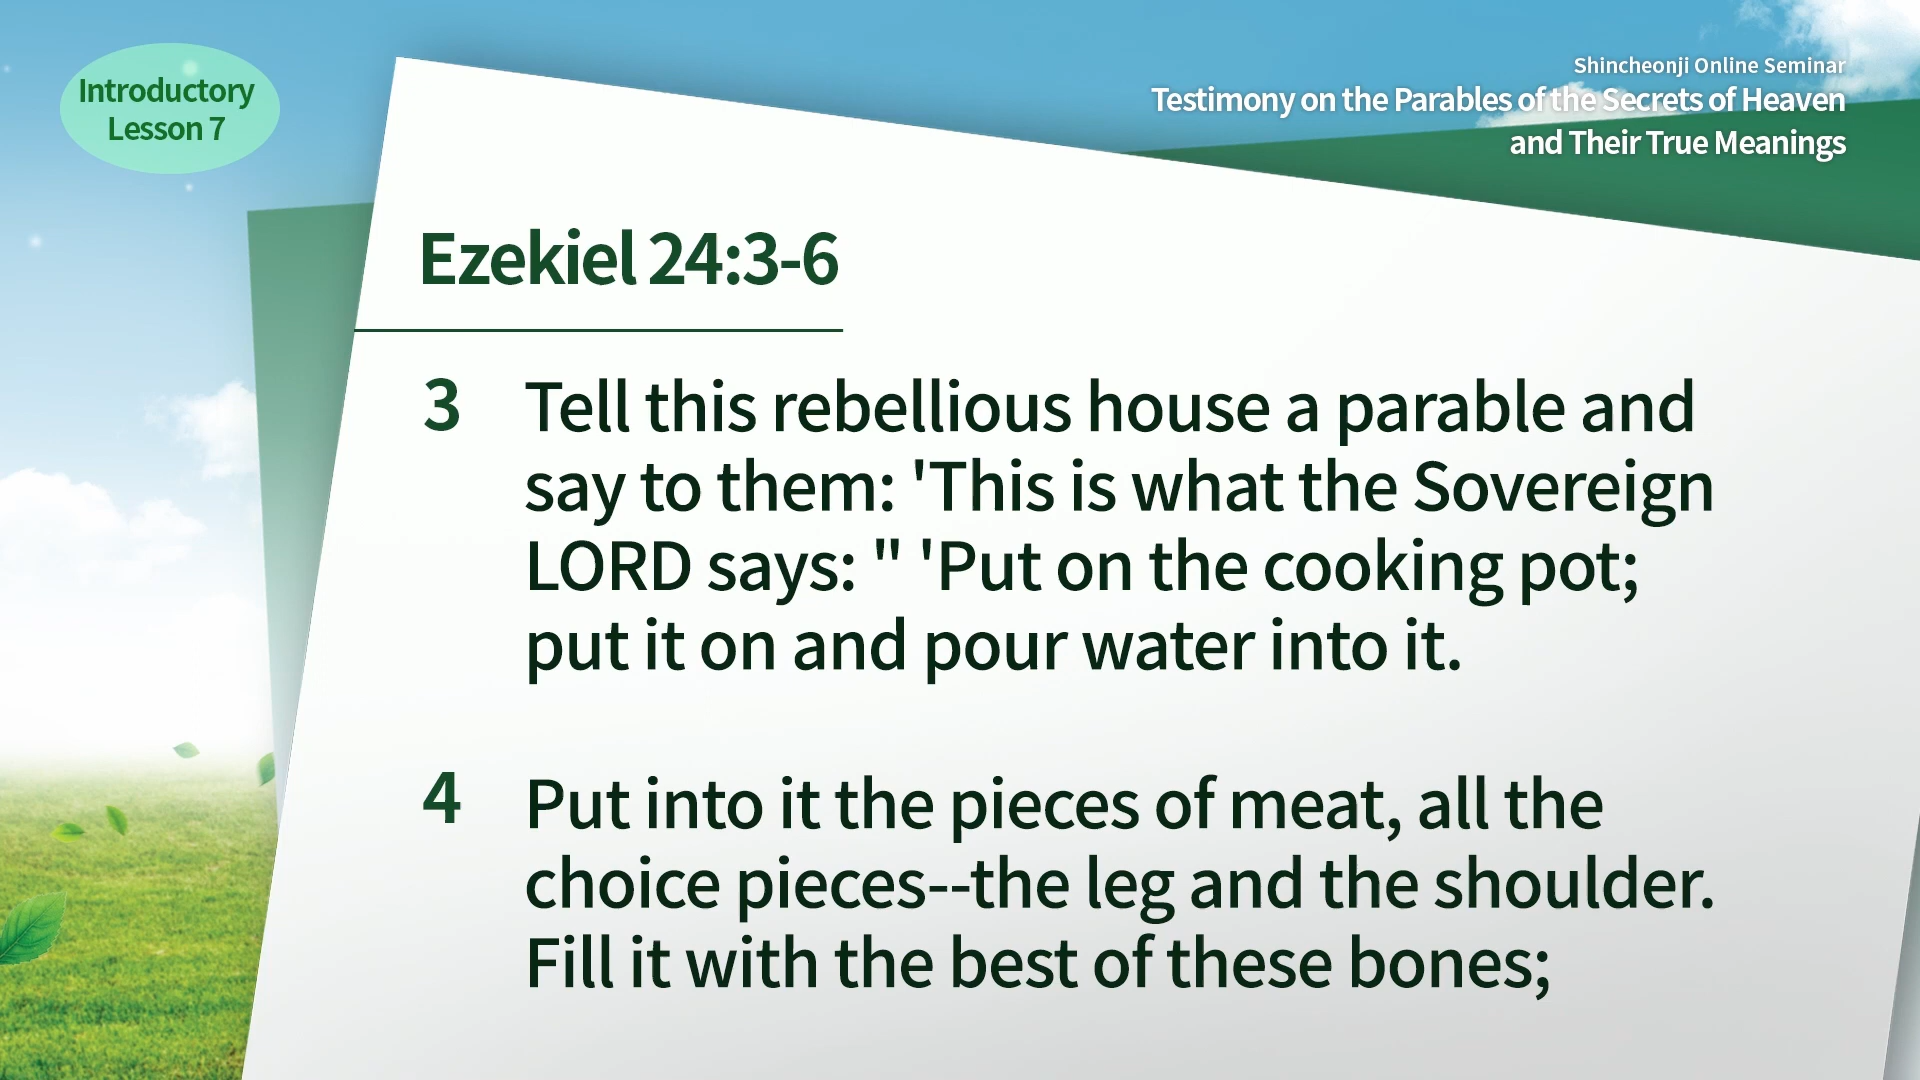 Introductory
Lesson 7
Shincheonji Online Seminar
Testimony on the Parables of the Secrets of Heaven
and Their True Meanings
Ezekiel 24:3-6
3 Tell this rebellious house a parable and
say to them: 'This is what the Sovereign
LORD says: " 'Put on the cooking pot;
put it on and pour water into it.
4 Put into it the pieces of meat, all the
choice pieces--the leg and the shoulder.
Fill it with the best of these bones;